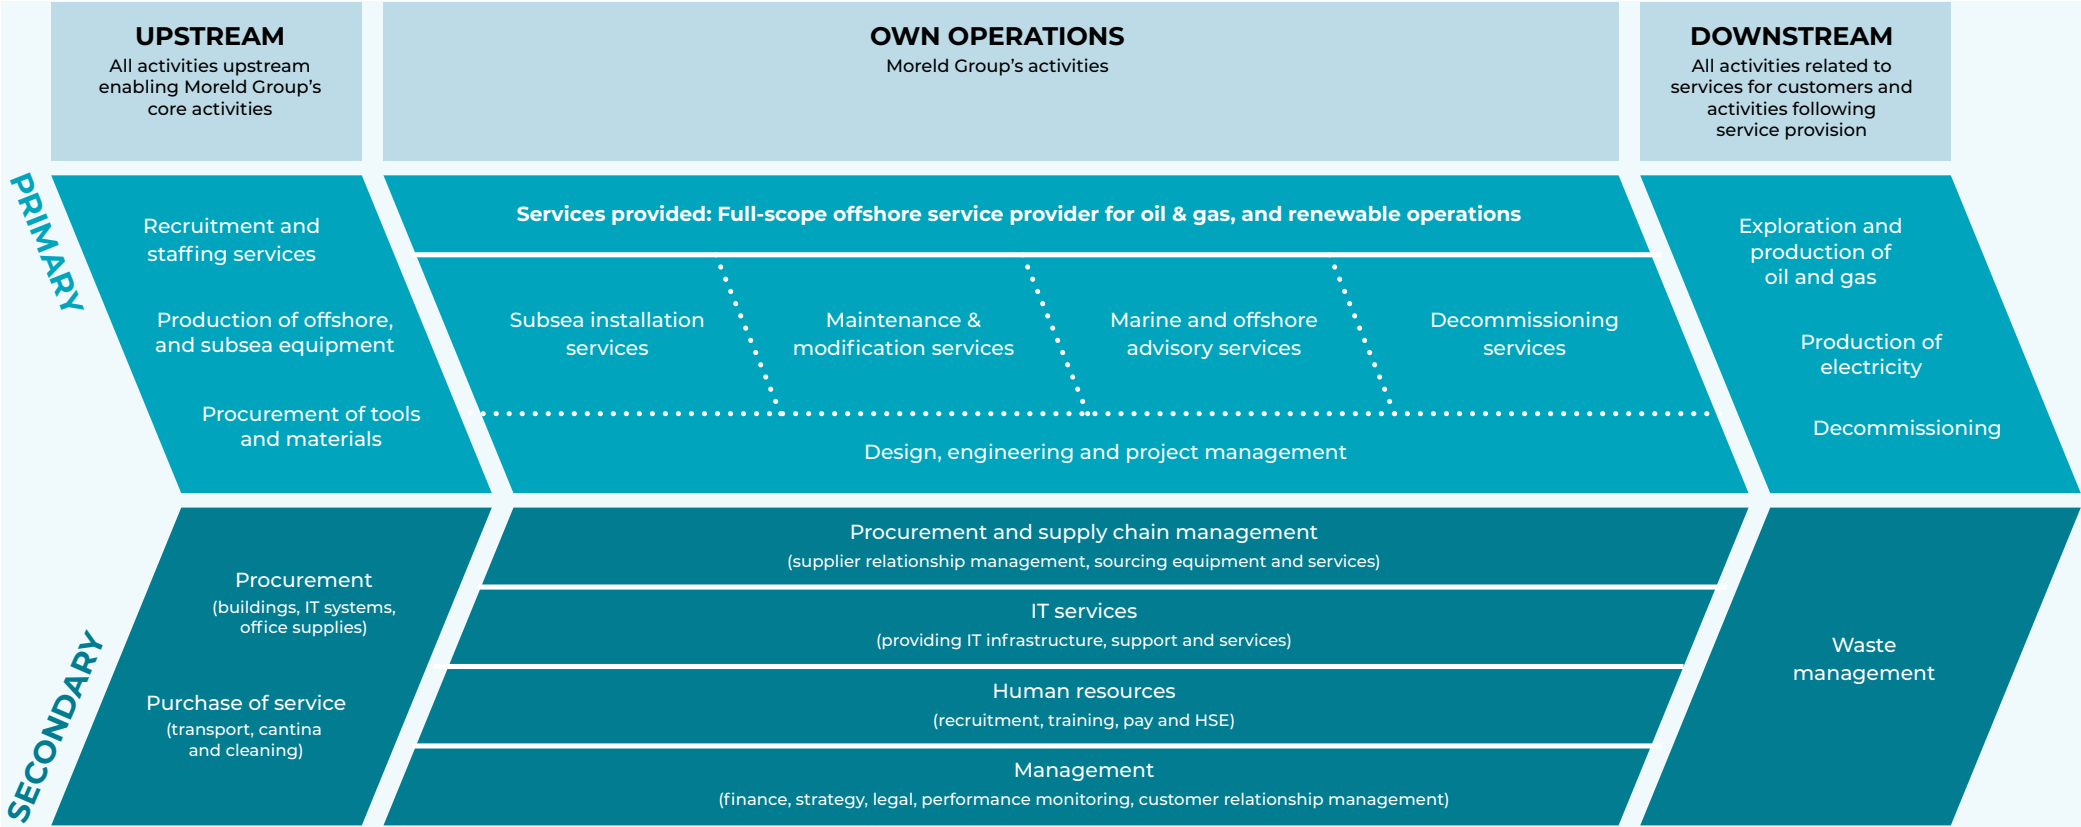 UPSTREAM
All activities upstream
enabling Moreld Group's
core activities
OWN OPERATIONS
Moreld Group's activities
DOWNSTREAM
All activities related to
services for customers and
activities following
service provision
PRIMARY
Recruitment and
staffing services
Production of offshore,
and subsea equipment
Procurement of tools
and materials
Services provided: Full-scope offshore service provider for oil & gas, and renewable operations
Subsea installation
services
Maintenance &
modification services
Marine and offshore
advisory services
Decommissioning
services
Design, engineering and project management
Exploration and
production of
oil and gas
Production of
electricity
Decommissioning
SECONDARY
Procurement
(buildings, IT systems,
office supplies)
Purchase of service
(transport, cantina
and cleaning)
Procurement and supply chain management
(supplier relationship management, sourcing equipment and services)
IT services
(providing IT infrastructure, support and services)
Human resources
(recruitment, training, pay and HSE)
Management
(finance, strategy, legal, performance monitoring, customer relationship management)
Waste
management